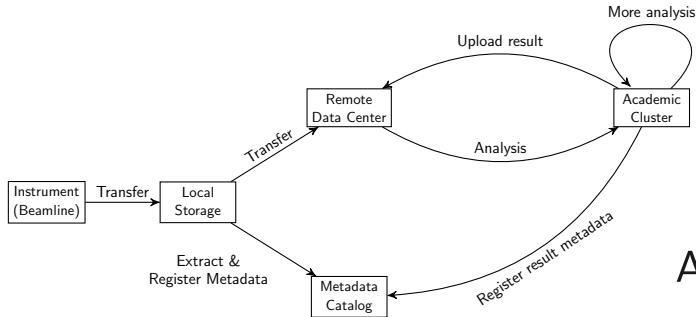 More analysis
Upload result
Remote
Data Center
Academic
Cluster
Analysis
Transfer
Instrument
(Beamline)
Transfer
Local
Storage
Extract &
Register Metadata
Register result metadata
Metadata
Catalog
A